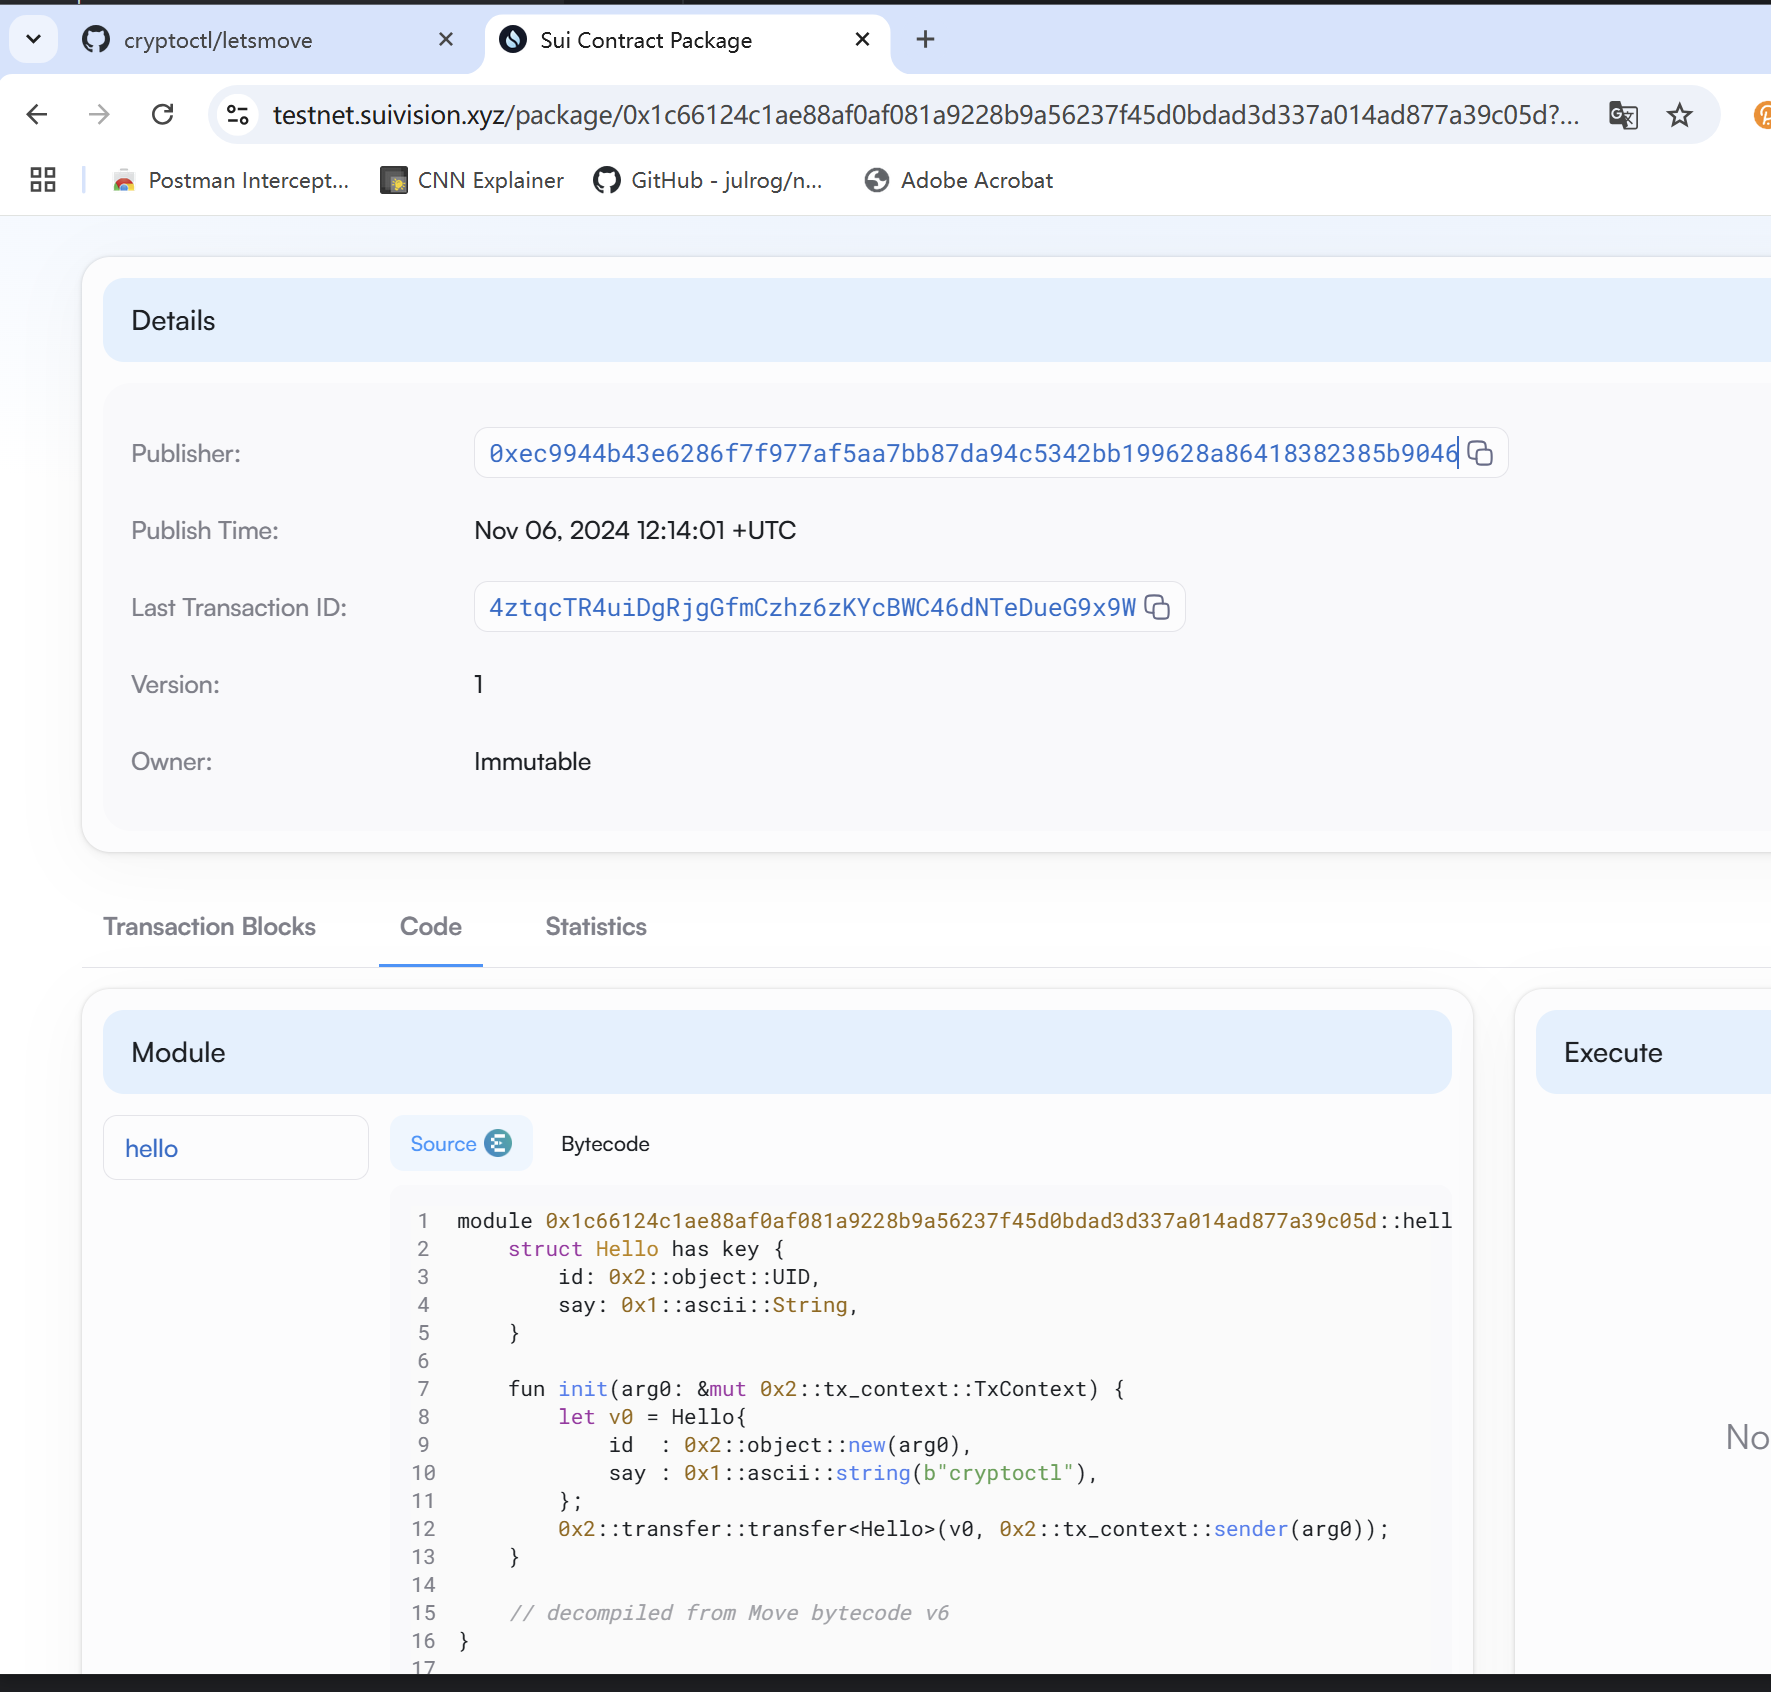 cryptoctl/letsmove
Sui Contract Package
testnet.suivision.xyz/package/0x1c66124c1ae88af0af081a9228b9a56237f45d0bdad3d337a014ad877a39c05d?...
Postman Intercept...
CNN Explainer
GitHub - julrog/n...
Adobe Acrobat
Details
Publisher:
0xec9944b43e6286f7f977af5aa7bb87da94c5342bb199628a86418382385b9046
Publish Time:
Nov 06, 2024 12:14:01 +UTC
Last Transaction ID:
4ztqcTR4uiDgRjgGfmCzhz6zKYcBWC46dNTeDueG9x9W
Version:
1
Owner:
Immutable
Transaction Blocks
Code
Statistics
Module
Execute
hello
Source
Bytecode
1 module 0x1c66124c1ae88af0af081a9228b9a56237f45d0bdad3d337a014ad877a39c05d::hell
2     struct Hello has key {
3         id: 0x2::object::UID,
4         say: 0x1::ascii::String,
5     }
6
7     fun init(arg0: &mut 0x2::tx_context::TxContext) {
8         let v0 = Hello{
9             id  : 0x2::object::new(arg0),
10             say : 0x1::ascii::string(b"cryptoctl"),
11         };
12         0x2::transfer::transfer<Hello>(v0, 0x2::tx_context::sender(arg0));
13     }
14
15     // decompiled from Move bytecode v6
16 }
17
No